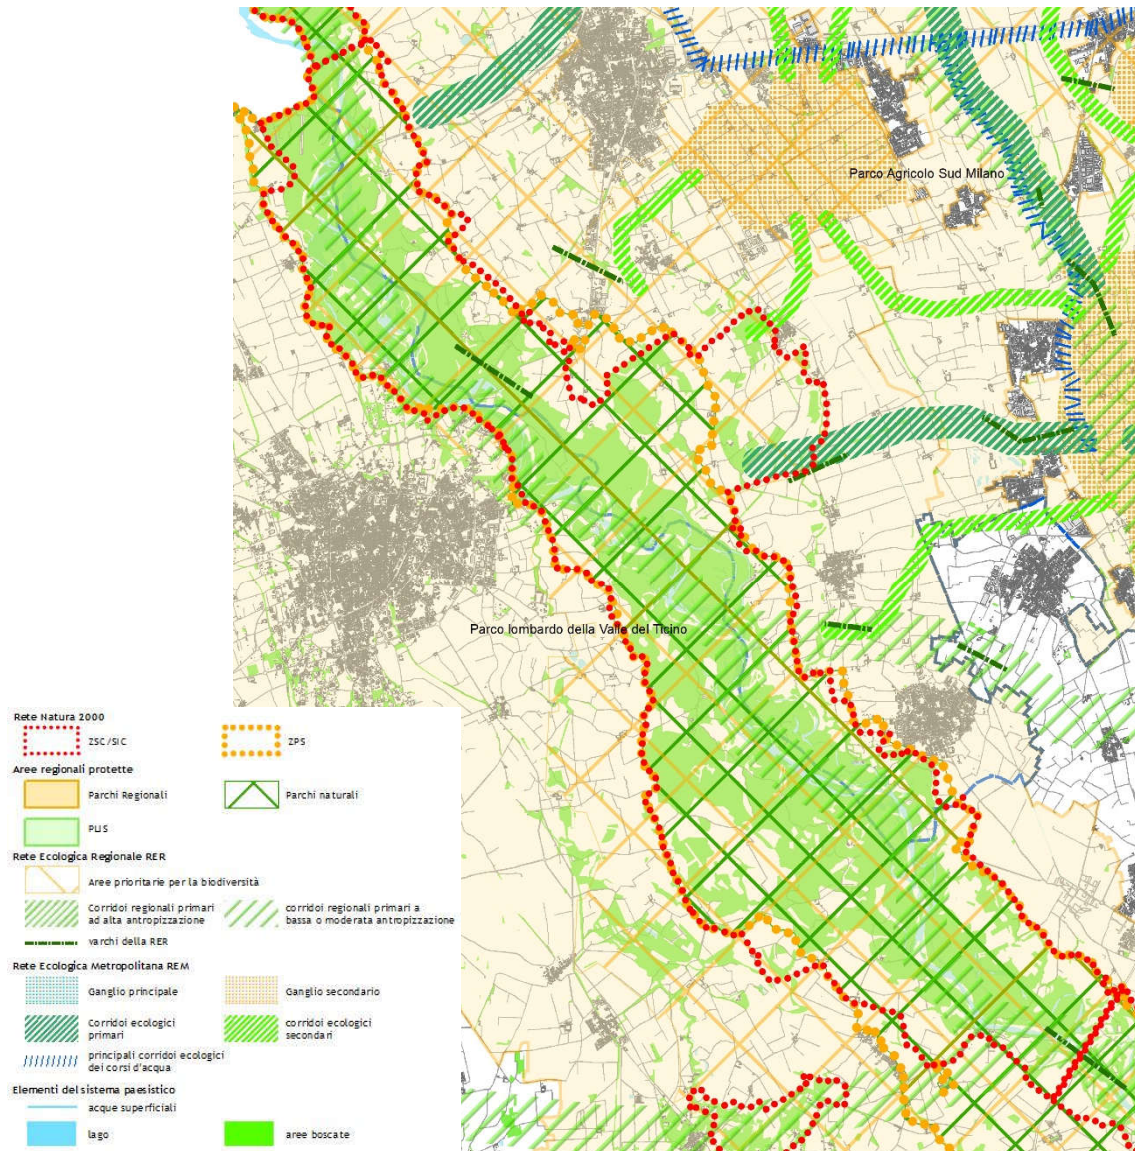 Parco Agricolo Sud Milano
Parco lombardo della Valle del Ticino
Rete Natura 2000
ZSC/SIC
ZPS
Aree regionali protette
Parchi Regionali
Parchi naturali
PLIS
Rete Ecologica Regionale RER
Aree prioritarie per la biodiversità
Corridoi regionali primari
ad alta antropizzazione
corridoi regionali primari a
bassa o moderata antropizzazione
varchi della RER
Rete Ecologica Metropolitana REM
Ganglio principale
Ganglio secondario
Corridoi ecologici
primari
corridoi ecologici
secondari
principali corridoi ecologici
dei corsi d'acqua
Elementi del sistema paesistico
acque superficiali
lago
aree boscate